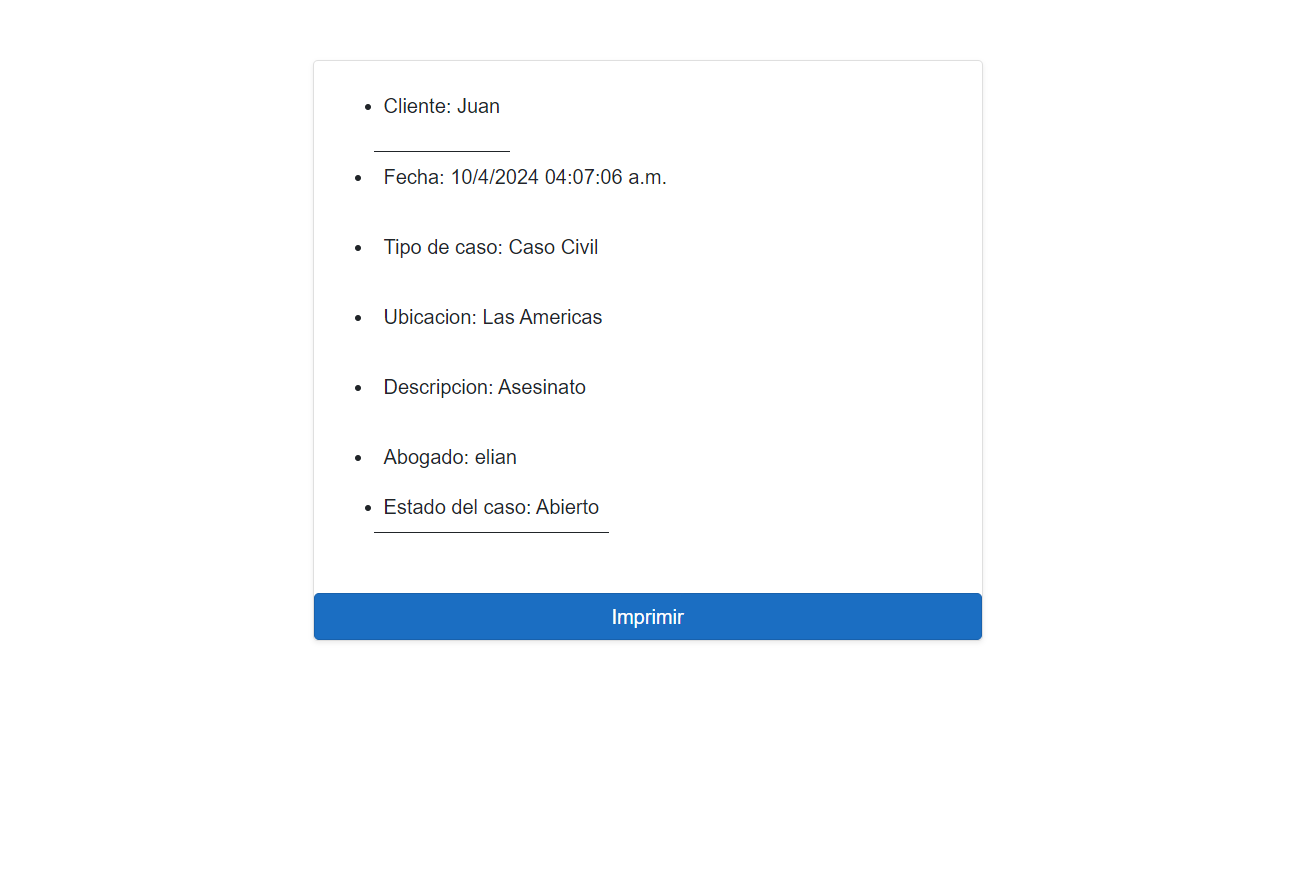 Cliente: Juan
Fecha: 10/4/2024 04:07:06 a.m.
Tipo de caso: Caso Civil
Ubicacion: Las Americas
Descripcion: Asesinato
Abogado: elian
Estado del caso: Abierto
Imprimir